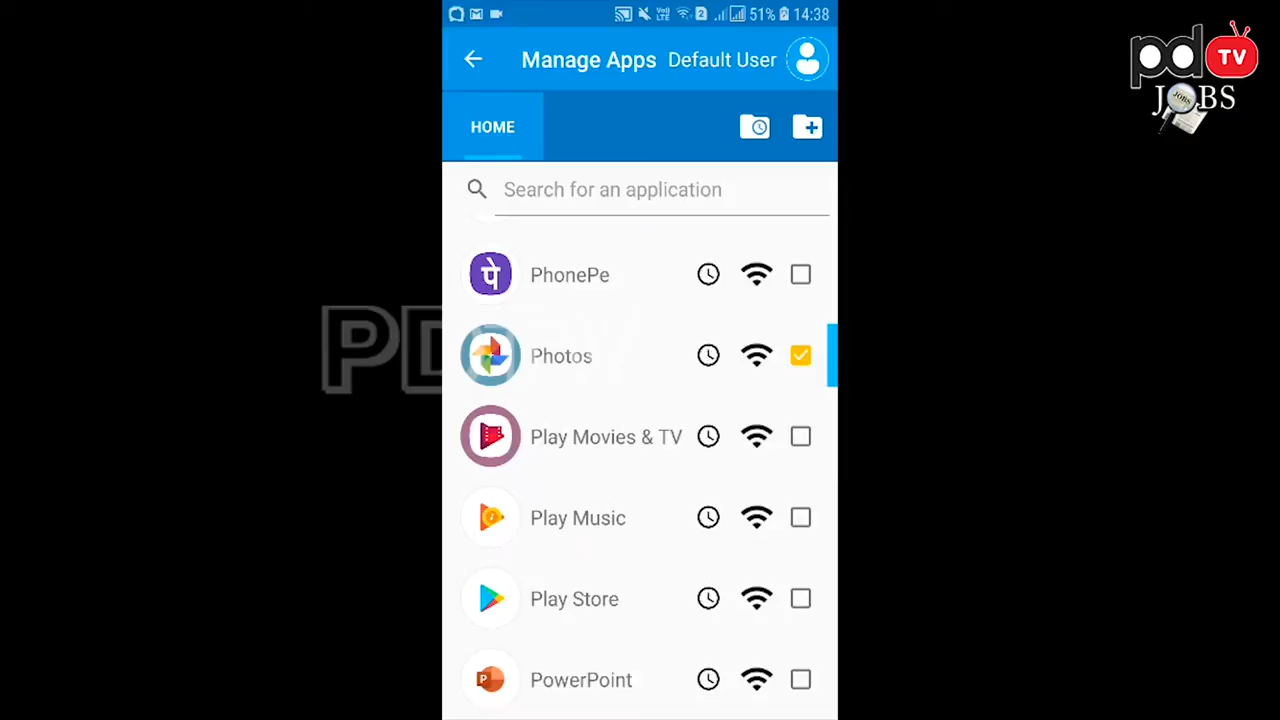 51% 14:38
Manage Apps Default User
HOME
Search for an application
PhonePe
Photos
Play Movies & TV
Play Music
Play Store
PowerPoint
pd TV
JOBS